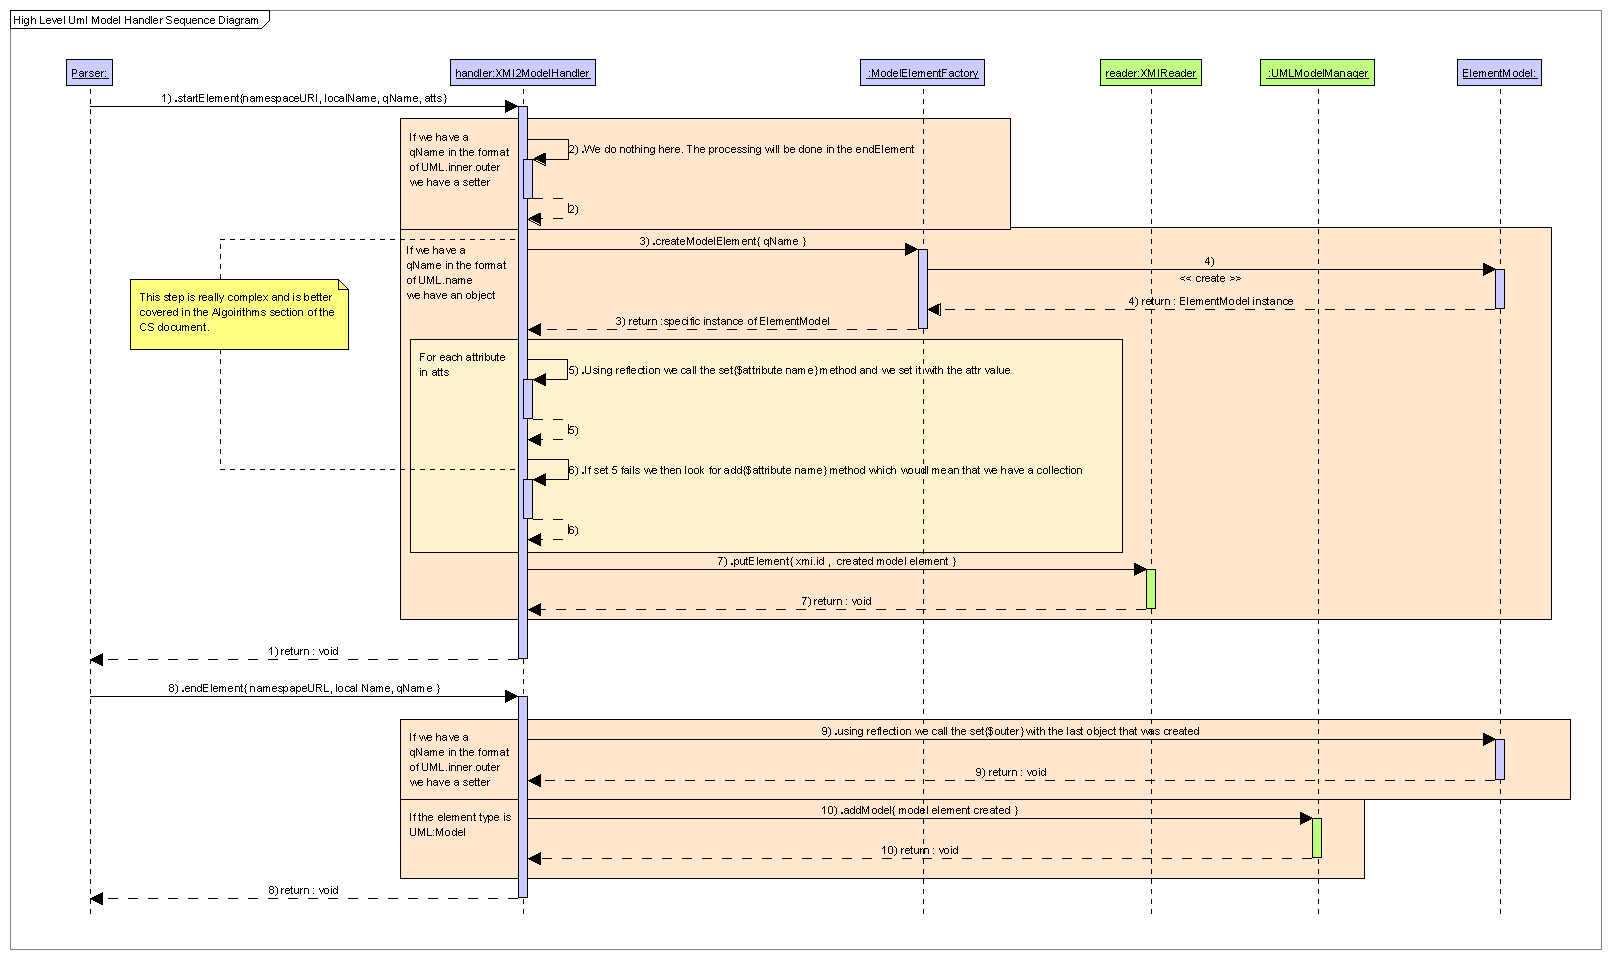 High Level Uml Model Handler Sequence Diagram
Parser:
handler:XMI2ModelHandler
:ModelElementFactory
reader:XMIReader
:UMLModelManager
ElementModel:
1) .startElement{namespaceURI, localName, qName, atts}
If we have a
qName in the format
of UML.inner.outer
we have a setter
2) .We do nothing here. The processing will be done in the endElement
2)
If we have a
qName in the format
of UML.name
we have an object
3) .createModelElement{ qName }
4)
<< create >>
4) return : ElementModel instance
3) return :specific instance of ElementModel
This step is really complex and is better
covered in the Algoirithms section of the
CS document.
For each attribute
in atts
5) .Using reflection we call the set{$attribute name} method and we set it with the attr value
5)
6) .If set 5 fails we then look for add{$attribute name} method which woudl mean that we have a collection
6)
7) .putElement{ xmi.id , created model element }
7) return : void
1) return : void
8) .endElement{ namespapeURL, local Name, qName }
If we have a
qName in the format
of UML.inner.outer
we have a setter
9) .using reflection we call the set{$outer} with the last object that was created
9) return : void
If the element type is
UML:Model
10) .addModel{ model element created }
10) return : void
8) return : void